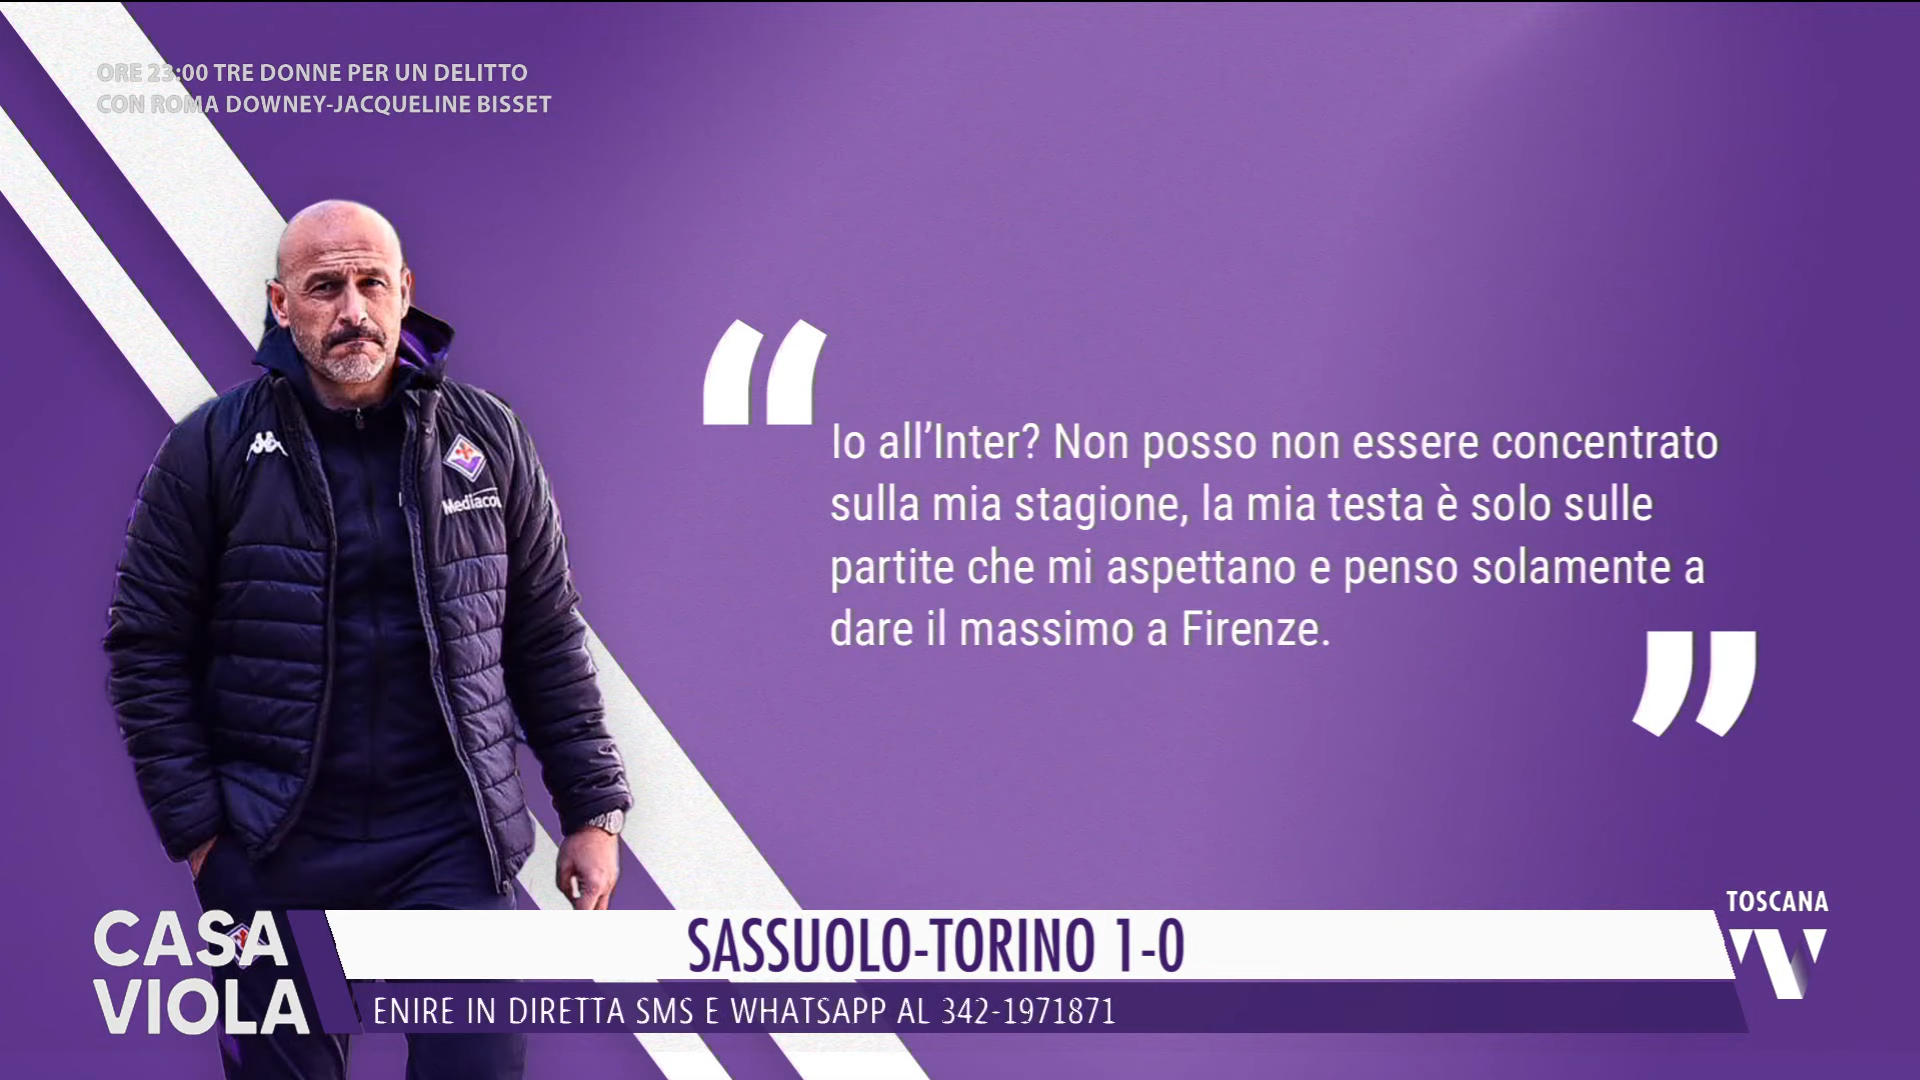 ORE 23:00 TRE DONNE PER UN DELITTO
CON ROMA DOWNEY-JACQUELINE BISSET
“
Io all’Inter? Non posso non essere concentrato
sulla mia stagione, la mia testa è solo sulle
partite che mi aspettano e penso solamente a
dare il massimo a Firenze.
”
Mediacom
CASA
VIOLA
SASSUOLO-TORINO 1-0
ENIRE IN DIRETTA SMS E WHATSAPP AL 342-1971871
TOSCANA
TV